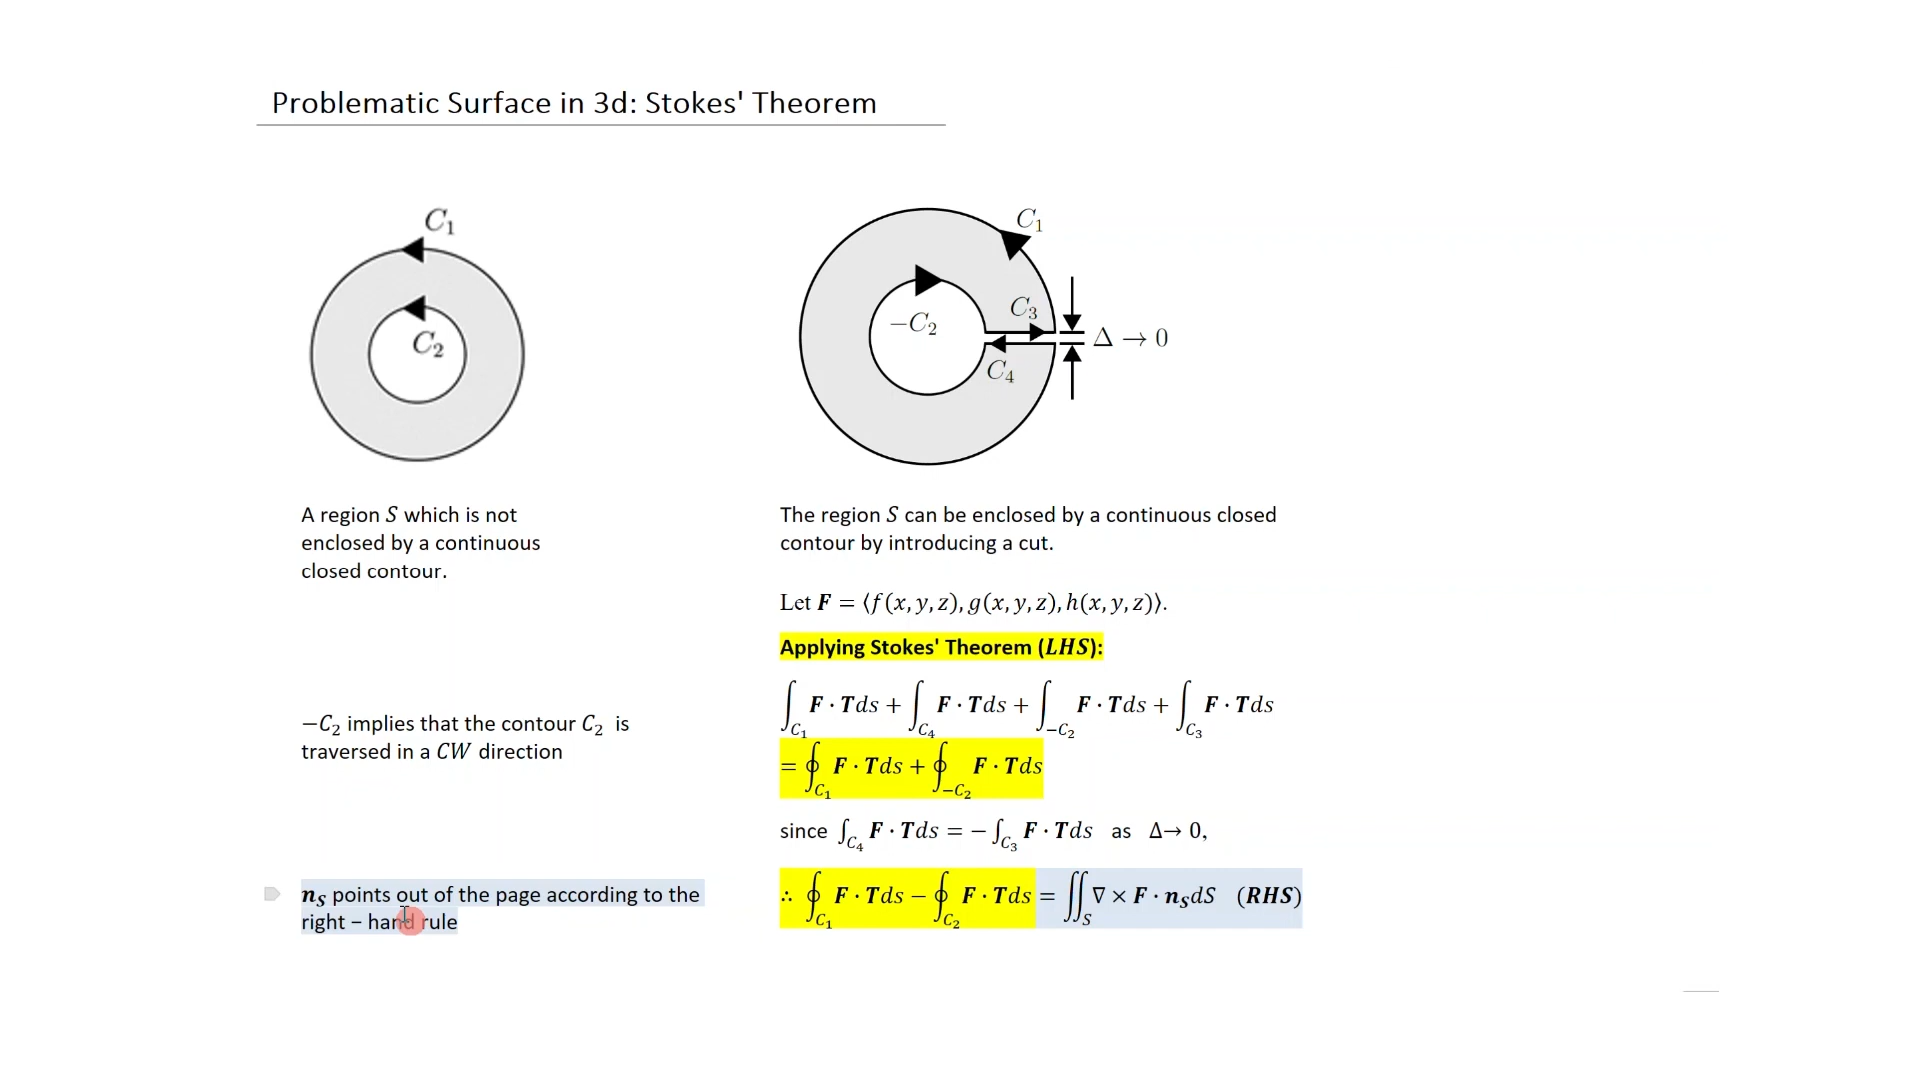 Problematic Surface in 3d: Stokes' Theorem
C₁
C₂
C₁
−C₂
C₃
C₄
Δ → 0
A region S which is not
enclosed by a continuous
closed contour.
−C₂ implies that the contour C₂ is
traversed in a CW direction
n_S points out of the page according to the
right − hand rule
The region S can be enclosed by a continuous closed
contour by introducing a cut.
Let F = ⟨f(x, y, z), g(x, y, z), h(x, y, z)⟩.
Applying Stokes' Theorem (LHS):
∫_{C₁} F · Tds + ∫_{C₄} F · Tds + ∫_{−C₂} F · Tds + ∫_{C₃} F · Tds
= ∮_{C₁} F · Tds + ∮_{−C₂} F · Tds
since ∫_{C₄} F · Tds = − ∫_{C₃} F · Tds as Δ→ 0,
∴ ∮_{C₁} F · Tds − ∮_{C₂} F · Tds = ∬_S ∇ × F · n_S dS (RHS)